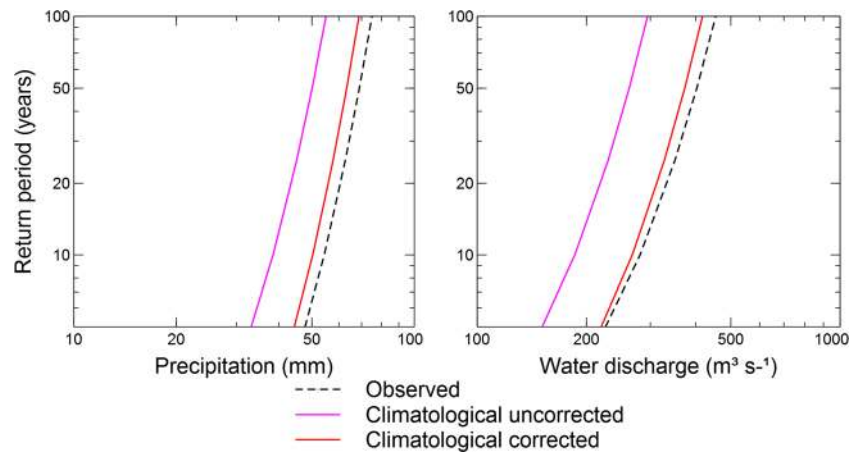 100
50
20
10
Return period (years)
10 20 50 100
Precipitation (mm)
100
50
20
10
100 200 500 1000
Water discharge (m³ s-¹)
Observed
Climatological uncorrected
Climatological corrected